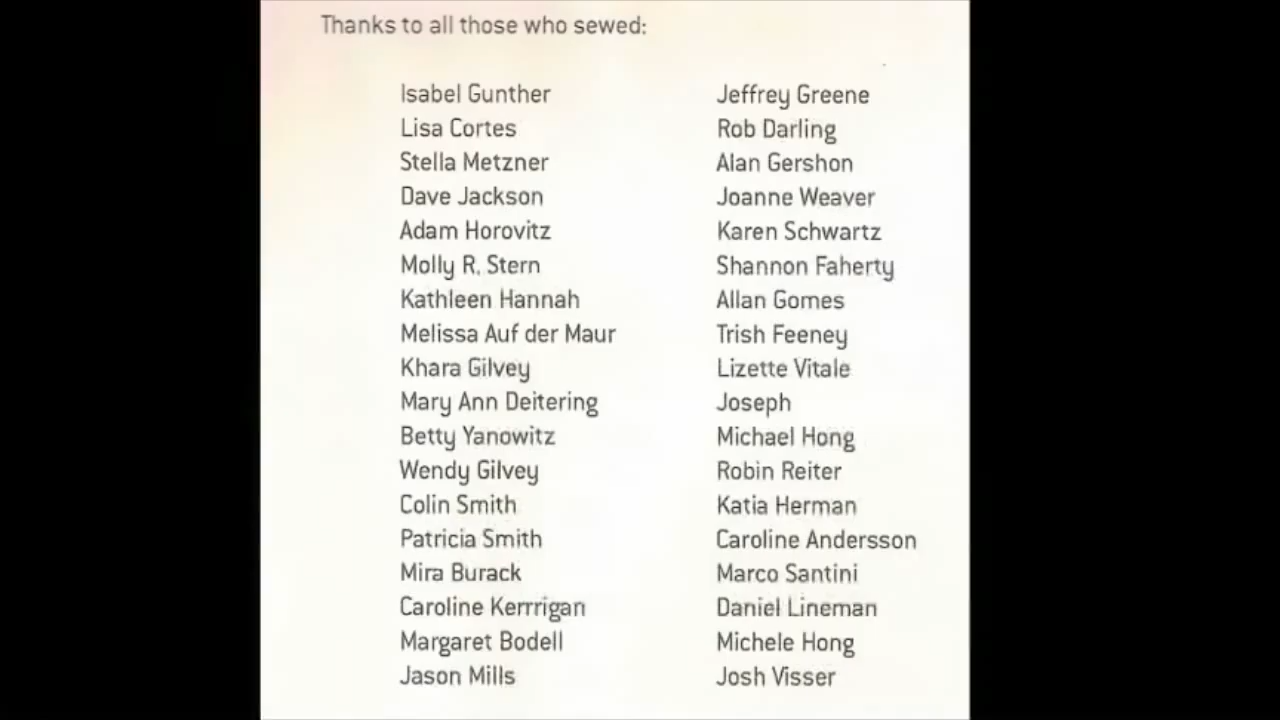 Thanks to all those who sewed:
Isabel Gunther
Lisa Cortes
Stella Metzner
Dave Jackson
Adam Horovitz
Molly R. Stern
Kathleen Hannah
Melissa Auf der Maur
Khara Gilvey
Mary Ann Deitering
Betty Yanowitz
Wendy Gilvey
Colin Smith
Patricia Smith
Mira Burack
Caroline Kerrrigan
Margaret Bodell
Jason Mills
Jeffrey Greene
Rob Darling
Alan Gershon
Joanne Weaver
Karen Schwartz
Shannon Faherty
Allan Gomes
Trish Feeney
Lizette Vitale
Joseph
Michael Hong
Robin Reiter
Katia Herman
Caroline Andersson
Marco Santini
Daniel Lineman
Michele Hong
Josh Visser